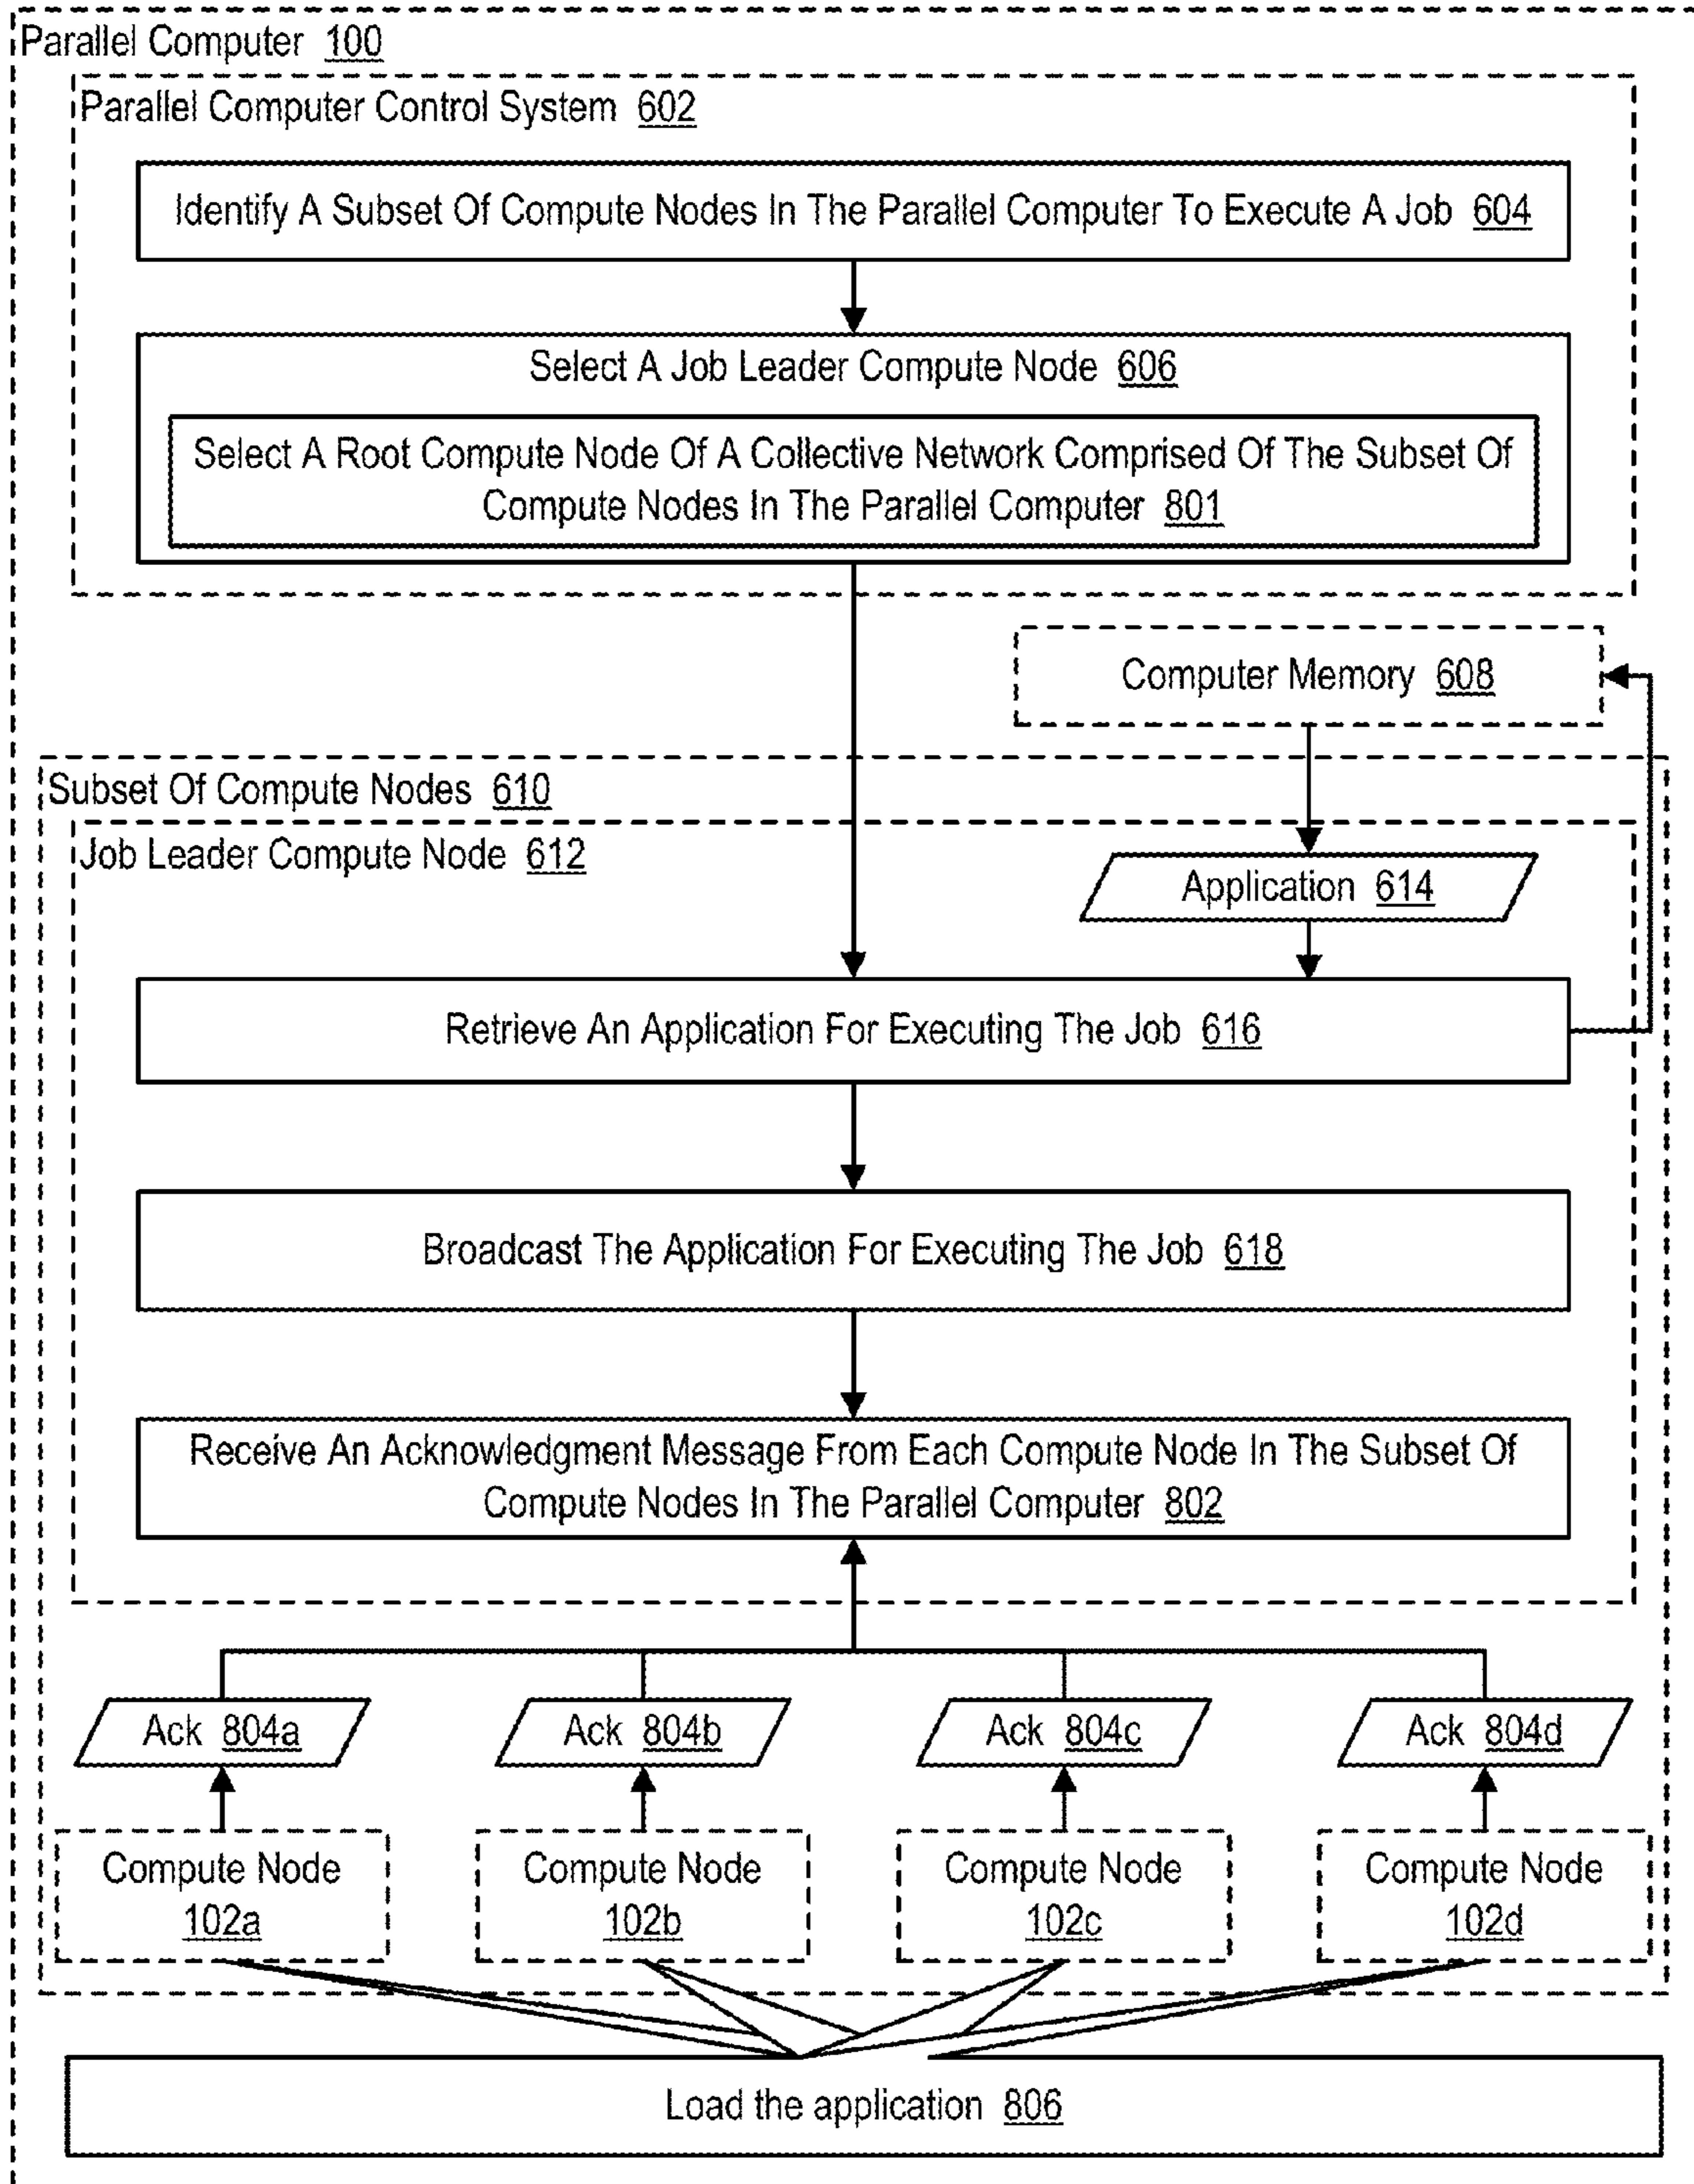 Parallel Computer 100
Parallel Computer Control System 602
Identify A Subset Of Compute Nodes In The Parallel Computer To Execute A Job 604
Select A Job Leader Compute Node 606
Select A Root Compute Node Of A Collective Network Comprised Of The Subset Of
Compute Nodes In The Parallel Computer 801
Computer Memory 608
Subset Of Compute Nodes 610
Job Leader Compute Node 612
Application 614
Retrieve An Application For Executing The Job 616
Broadcast The Application For Executing The Job 618
Receive An Acknowledgment Message From Each Compute Node In The Subset Of
Compute Nodes In The Parallel Computer 802
Ack 804a
Ack 804b
Ack 804c
Ack 804d
Compute Node
102a
Compute Node
102b
Compute Node
102c
Compute Node
102d
Load the application 806